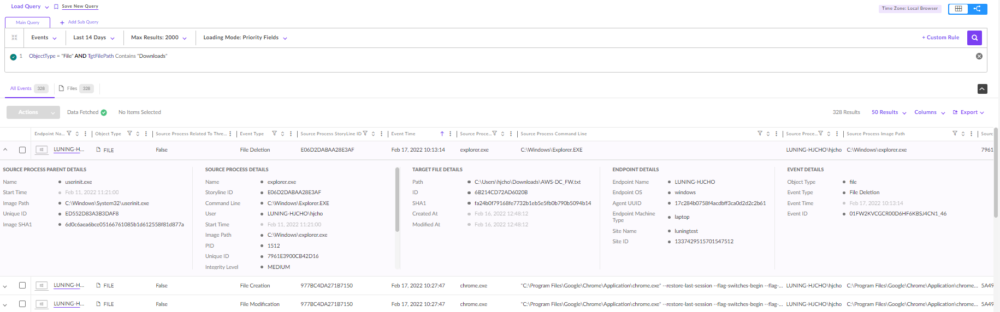 Load Query Save New Query Time Zone: Local Browser
Main Query Add Sub Query
Events Last 14 Days Max Results: 2000 Loading Mode: Priority Fields + Custom Rule
1 ObjectType = "File" AND TgtFilePath Contains "Downloads"
All Events 328 Files 328
Actions Data Fetched No Items Selected 328 Results 50 Results Columns Export
Endpoint Na... Object Type Source Process Related To Thre... Event Type Source Process StoryLine ID Event Time Source Proce... Source Process Command Line Source Proc... Source Process Image Path Sourc
LUNING-H... FILE False File Deletion E06D2DABAA28E3AF Feb 17, 2022 10:13:14 explorer.exe C:\Windows\Explorer.EXE LUNING-HJCHO\hjcho C:\Windows\explorer.exe 7961
SOURCE PROCESS PARENT DETAILS
Name userinit.exe
Start Time Feb 11, 2022 11:21:00
Image Path C:\Windows\System32\userinit.exe
Unique ID ED552D83A3B3DAF8
Image SHA1 6d0c6aea6bce05166761085b1d612558f81d877a
SOURCE PROCESS DETAILS
Name explorer.exe
Storyline ID E06D2DABAA28E3AF
Command Line C:\Windows\Explorer.EXE
User LUNING-HJCHO\hjcho
Start Time Feb 11, 2022 11:21:00
Image Path C:\Windows\explorer.exe
PID 1512
Unique ID 7961E3900CB42D16
Integrity Level MEDIUM
TARGET FILE DETAILS
Path C:\Users\hjcho\Downloads\AWS-DC_FW.txt
ID 6B214CD72AD6020B
SHA1 fa24b0f79168fe7732b1eb5e5fb0b790b5094b14
Created At Feb 16, 2022 12:48:12
Modified At Feb 16, 2022 12:48:12
ENDPOINT DETAILS
Endpoint Name LUNING-HJCHO
Endpoint OS windows
Agent UUID 17c284b0758f4acdbff3ca0d2d2c2b61
Endpoint Machine
Type laptop
Site Name luningtest
Site ID 1337429515701547512
EVENT DETAILS
Object Type file
Event Type File Deletion
Event Time Feb 17, 2022 10:13:14
Event ID 01FW2KVCGCR00D6HF6KBSJ4CN1_46
LUNING-H... FILE False File Creation 977BC4DA271B7150 Feb 17, 2022 10:27:47 chrome.exe "C:\Program Files\Google\Chrome\Application\chrome.exe" --restore-last-session --flag-switches-begin --flag-... LUNING-HJCHO\hjcho C:\Program Files\Google\Chrome\Application\chrome... 5A49
LUNING-H... FILE False File Modification 977BC4DA271B7150 Feb 17, 2022 10:27:47 chrome.exe "C:\Program Files\Google\Chrome\Application\chrome.exe" --restore-last-session --flag-switches-begin --flag-... LUNING-HJCHO\hjcho C:\Program Files\Google\Chrome\Application\chrome... 5A49